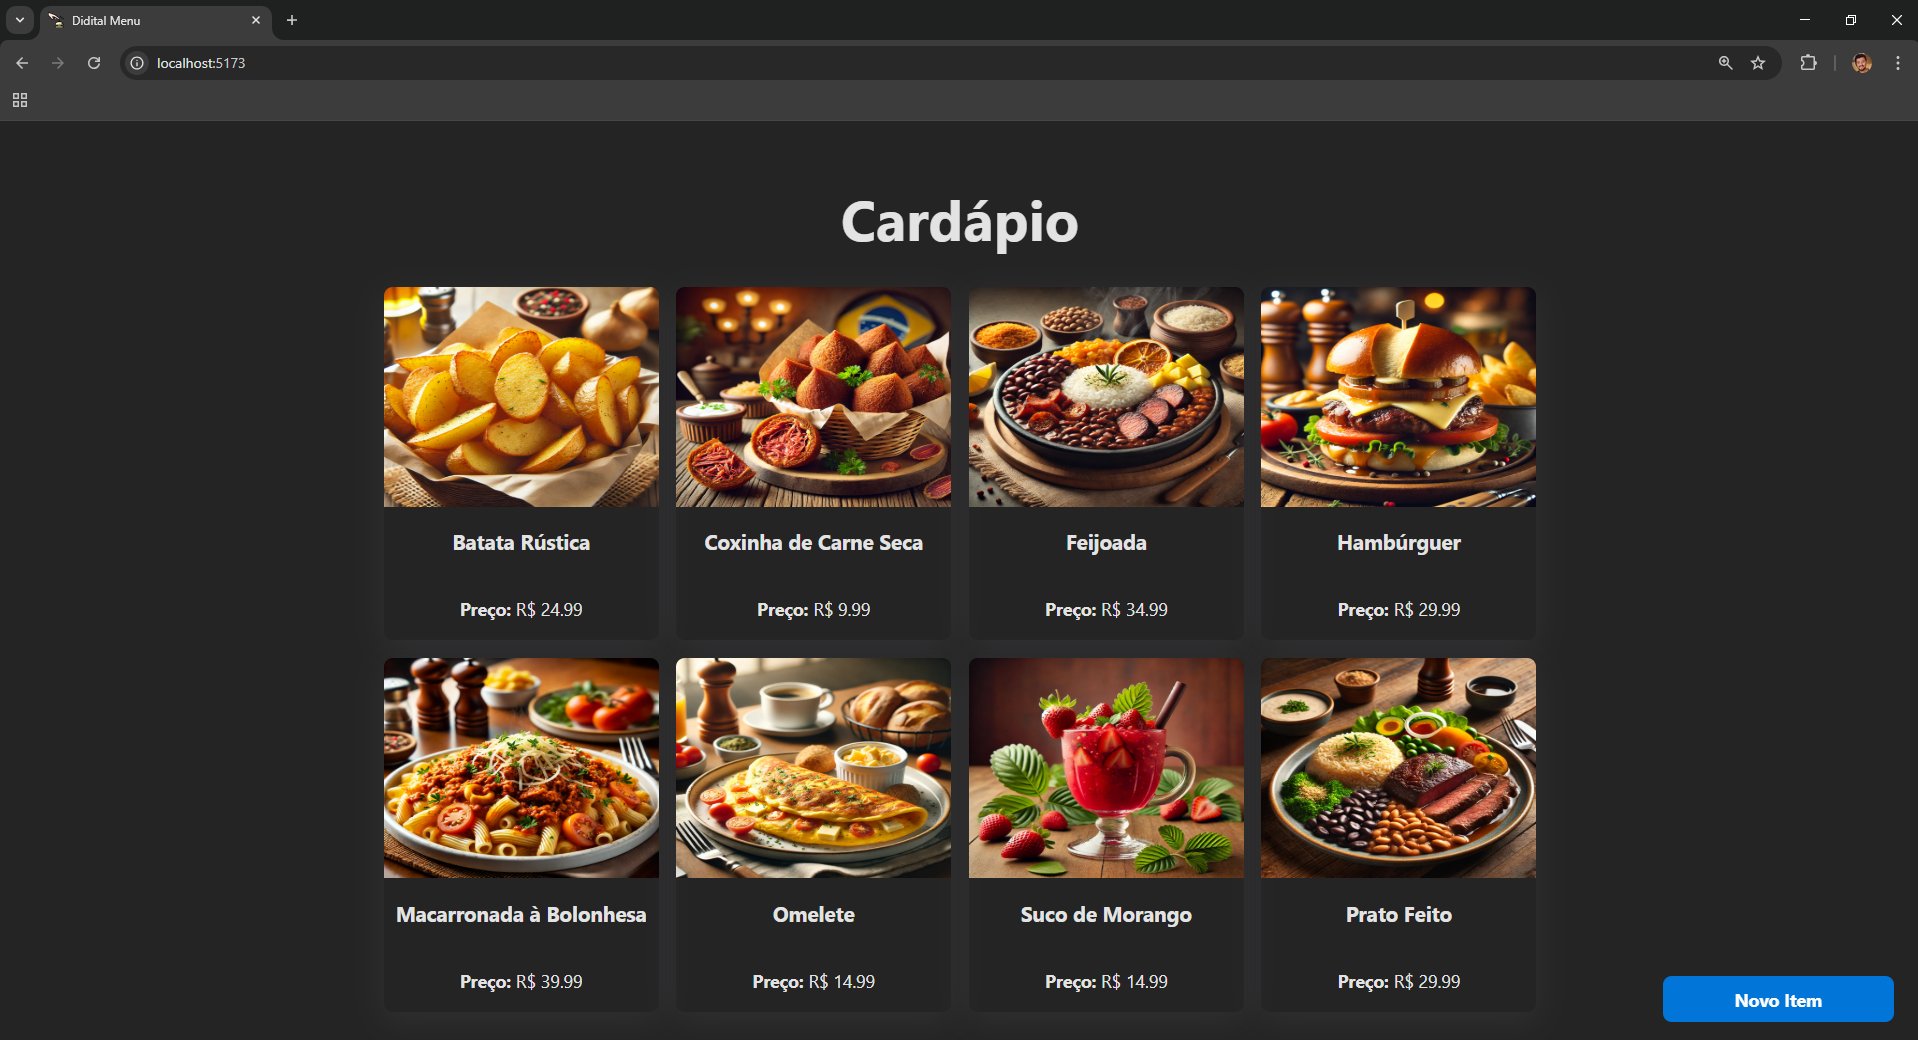 Didital Menu
localhost:5173
Cardápio
Batata Rústica
Coxinha de Carne Seca
Feijoada
Hambúrguer
Preço: R$ 24.99
Preço: R$ 9.99
Preço: R$ 34.99
Preço: R$ 29.99
Macarronada à Bolonhesa
Omelete
Suco de Morango
Prato Feito
Preço: R$ 39.99
Preço: R$ 14.99
Preço: R$ 14.99
Preço: R$ 29.99
Novo Item